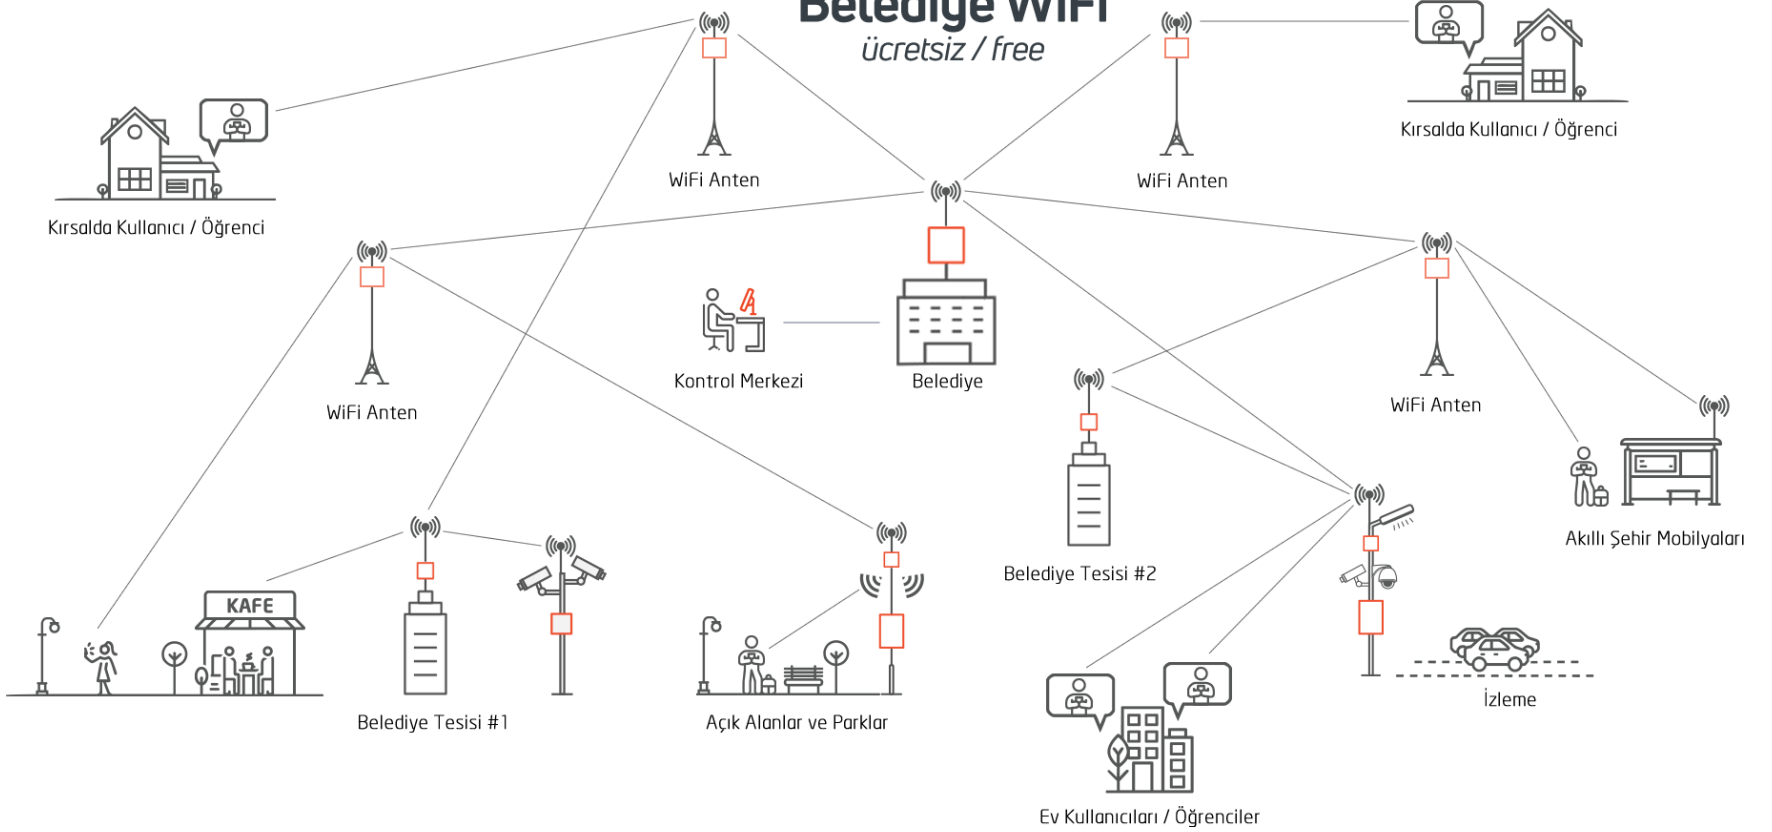 Belediye WiFi
ücretsiz / free
Kırsalda Kullanıcı / Öğrenci
WiFi Anten
WiFi Anten
Kırsalda Kullanıcı / Öğrenci
WiFi Anten
Kontrol Merkezi
Belediye
WiFi Anten
Akıllı Şehir Mobilyaları
Belediye Tesisi #2
KAFE
Belediye Tesisi #1
Açık Alanlar ve Parklar
İzleme
Ev Kullanıcıları / Öğrenciler